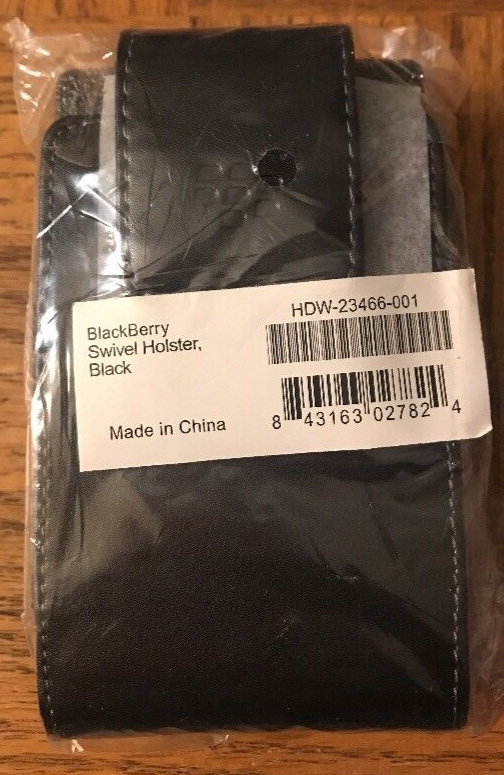 BlackBerry
Swivel Holster,
Black
Made in China
HDW-23466-001
8 43163 02782 4